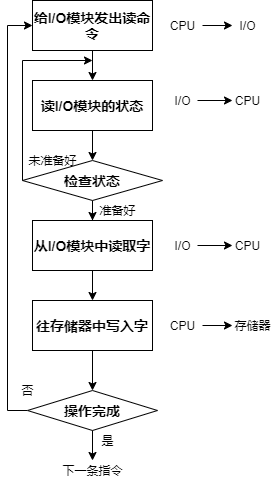 给I/O模块发出读命
令
CPU I/O
读I/O模块的状态
I/O CPU
未准备好
检查状态
准备好
从I/O模块中读取字
I/O CPU
往存储器中写入字
CPU 存储器
否
操作完成
是
下一条指令